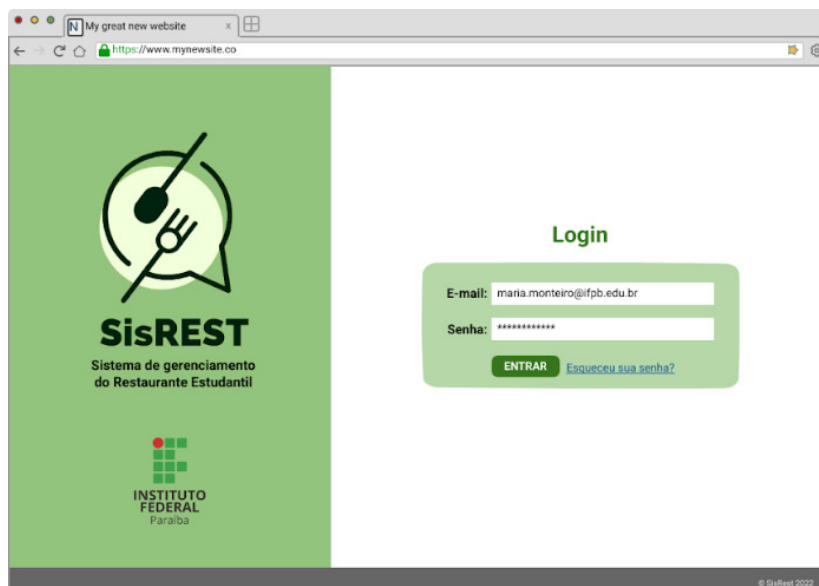 My great new website
https://www.mynewsite.co
SisREST
Sistema de gerenciamento
do Restaurante Estudantil
INSTITUTO
FEDERAL
Paraíba
Login
E-mail: maria.monteiro@ifpb.edu.br
Senha: ************
ENTRAR Esqueceu sua senha?
© SisRest 2022